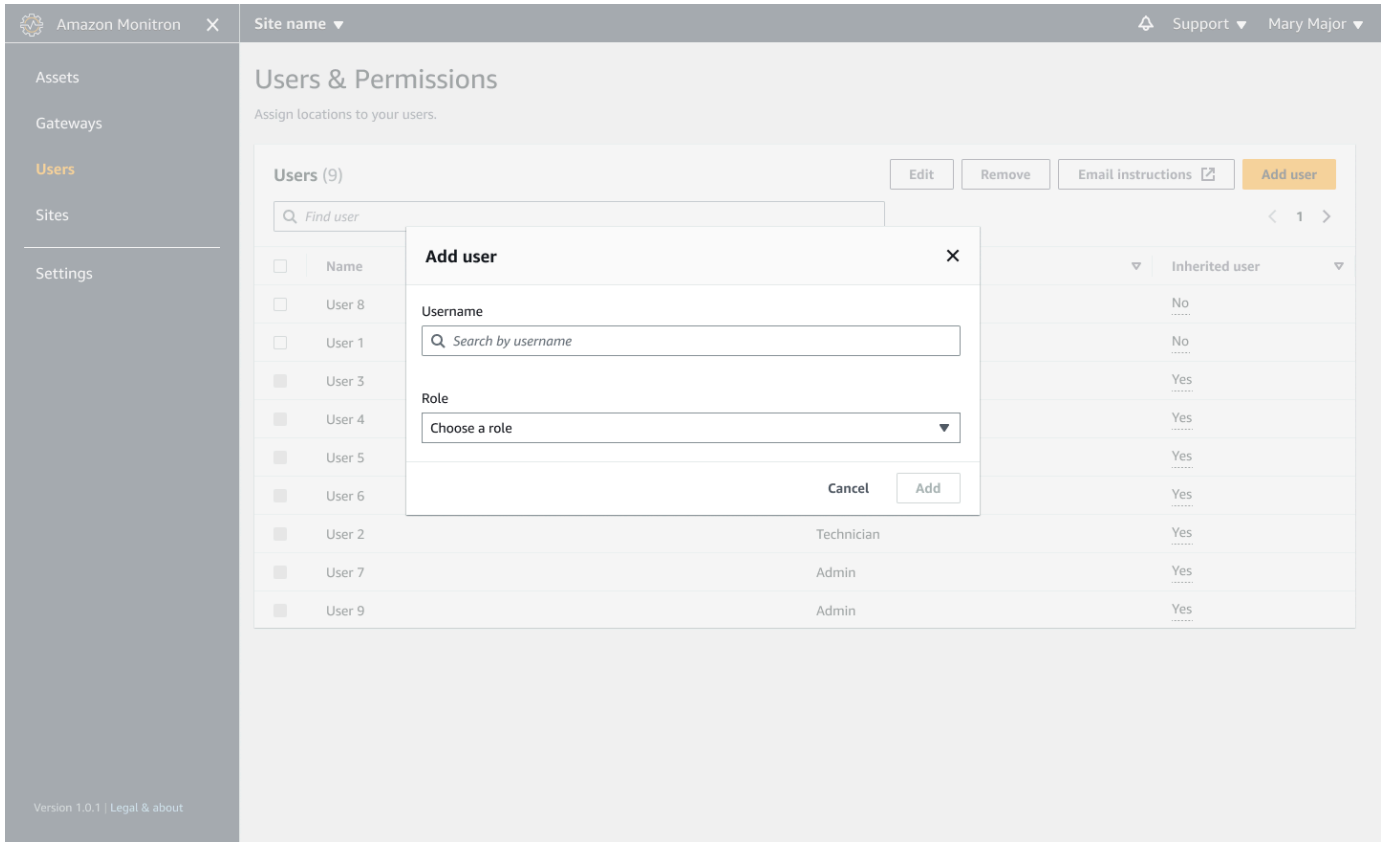 Amazon Monitron
Site name
Support
Mary Major
Assets
Gateways
Users
Sites
Settings
Version 1.0.1 | Legal & about
Users & Permissions
Assign locations to your users.
Users (9)
Edit
Remove
Email instructions
Add user
Find user
1
Name
Inherited user
User 8
No
User 1
No
User 3
Yes
User 4
Yes
User 5
Yes
User 6
Yes
User 2
Technician
Yes
User 7
Admin
Yes
User 9
Admin
Yes
Add user
Username
Search by username
Role
Choose a role
Cancel
Add